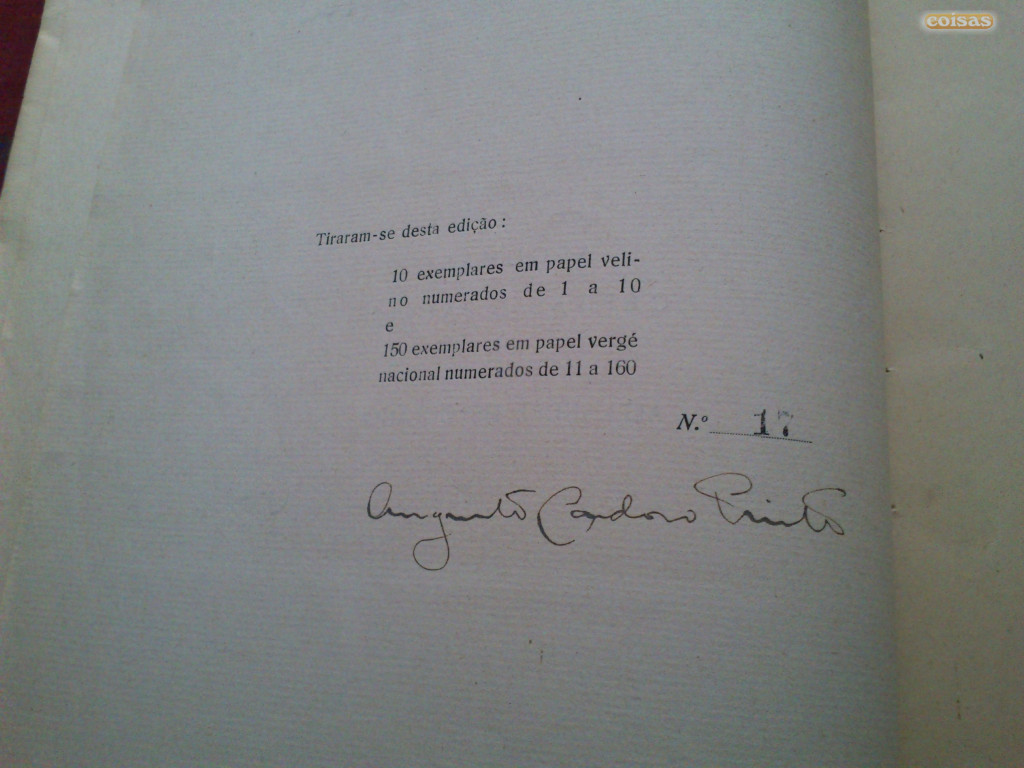 coisas
Tiraram-se desta edição :
10 exemplares em papel veli-
no numerados de 1 a 10
e
150 exemplares em papel vergé
nacional numerados de 11 a 160
N.º 17
Augusto Cardoso Pinto